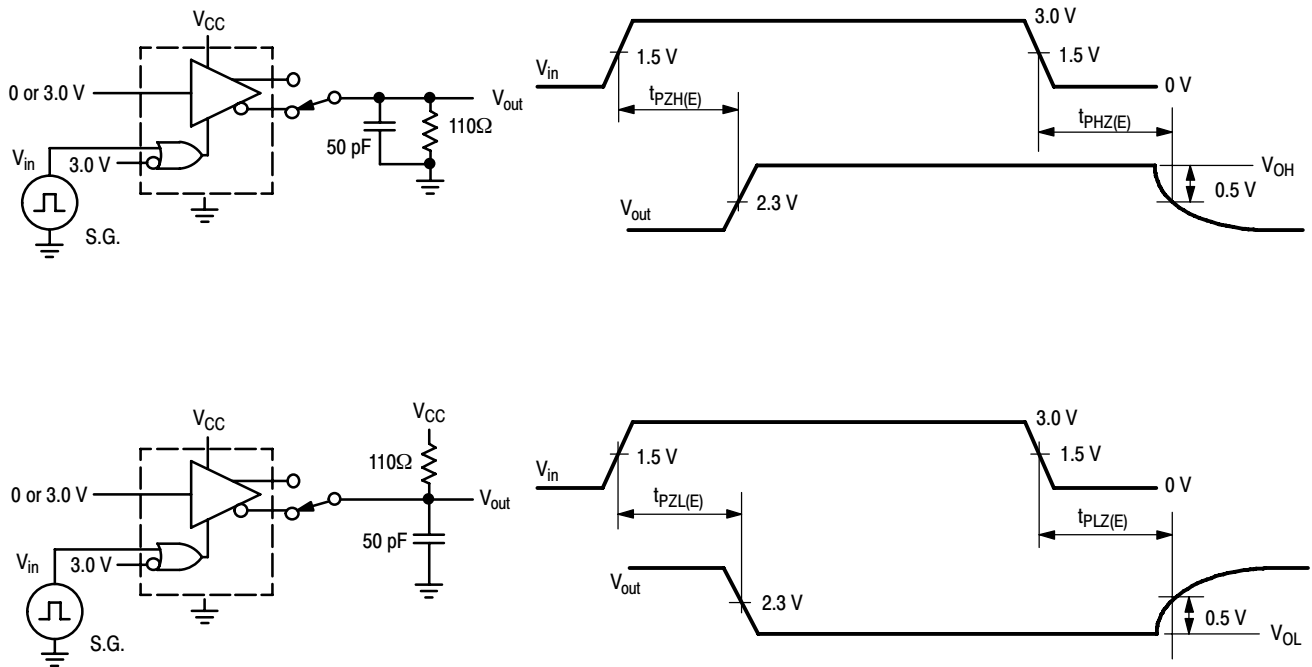 VCC
0 or 3.0 V
Vin
3.0 V
S.G.
50 pF
110Ω
Vout
Vin
1.5 V
3.0 V
1.5 V
0 V
tPZH(E)
tPHZ(E)
VOH
0.5 V
Vout
2.3 V
VCC
0 or 3.0 V
Vin
3.0 V
S.G.
VCC
110Ω
50 pF
Vout
Vin
1.5 V
3.0 V
1.5 V
0 V
tPZL(E)
tPLZ(E)
Vout
2.3 V
0.5 V
VOL